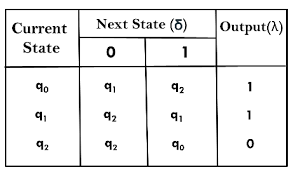 Current State Next State (δ) Output(λ)
0 1
q₀ q₁ q₂ 1
q₁ q₂ q₁ 1
q₂ q₂ q₀ 0